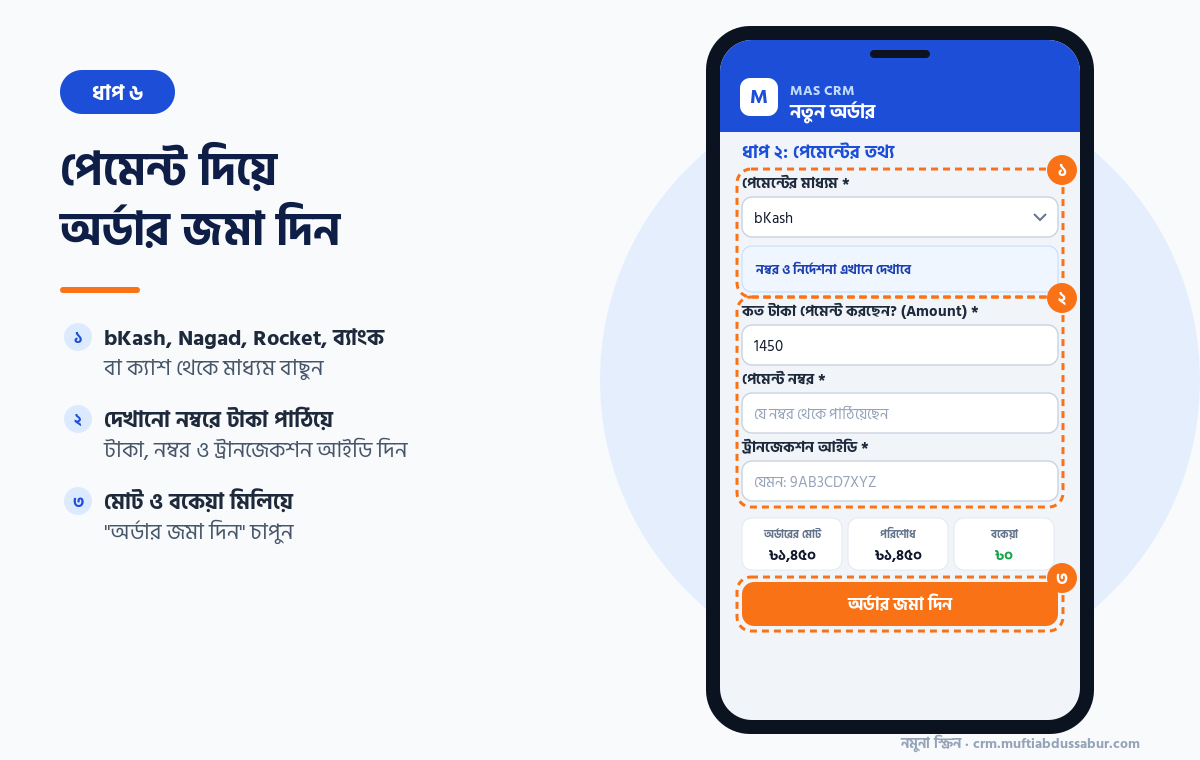 ধাপ ৬
পেমেন্ট দিয়ে
অর্ডার জমা দিন
১
bKash, Nagad, Rocket, ব্যাংক
বা ক্যাশ থেকে মাধ্যম বাছুন
২
দেখানো নম্বরে টাকা পাঠিয়ে
টাকা, নম্বর ও ট্রানজেকশন আইডি দিন
৩
মোট ও বকেয়া মিলিয়ে
"অর্ডার জমা দিন" চাপুন
M
MAS CRM
নতুন অর্ডার
ধাপ ২: পেমেন্টের তথ্য
১
পেমেন্টের মাধ্যম *
bKash
নম্বর ও নির্দেশনা এখানে দেখাবে
২
কত টাকা পেমেন্ট করছেন? (Amount) *
1450
পেমেন্ট নম্বর *
যে নম্বর থেকে পাঠিয়েছেন
ট্রানজেকশন আইডি *
যেমন: 9AB3CD7XYZ
অর্ডারের মোট পরিশোধ বকেয়া
৳১,৪৫০ ৳১,৪৫০ ৳০
৩
অর্ডার জমা দিন
নমুনা স্ক্রিন · crm.muftiabdussabur.com